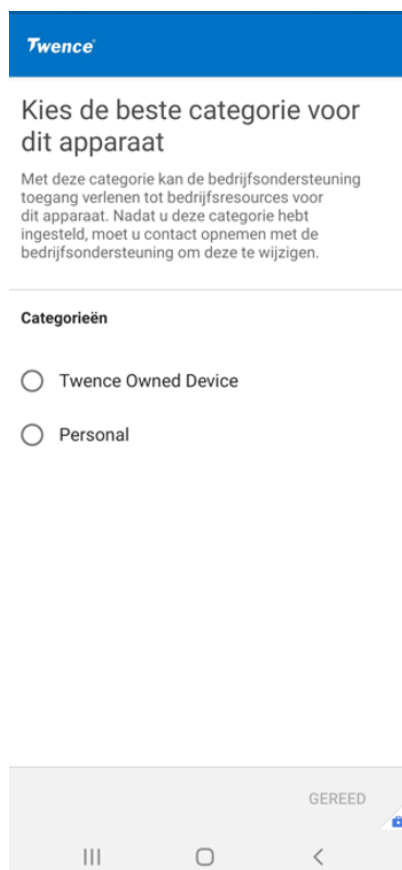 Twence
Kies de beste categorie voor
dit apparaat
Met deze categorie kan de bedrijfsondersteuning
toegang verlenen tot bedrijfsresources voor
dit apparaat. Nadat u deze categorie hebt
ingesteld, moet u contact opnemen met de
bedrijfsondersteuning om deze te wijzigen.
Categorieën
Twence Owned Device
Personal
GEREED